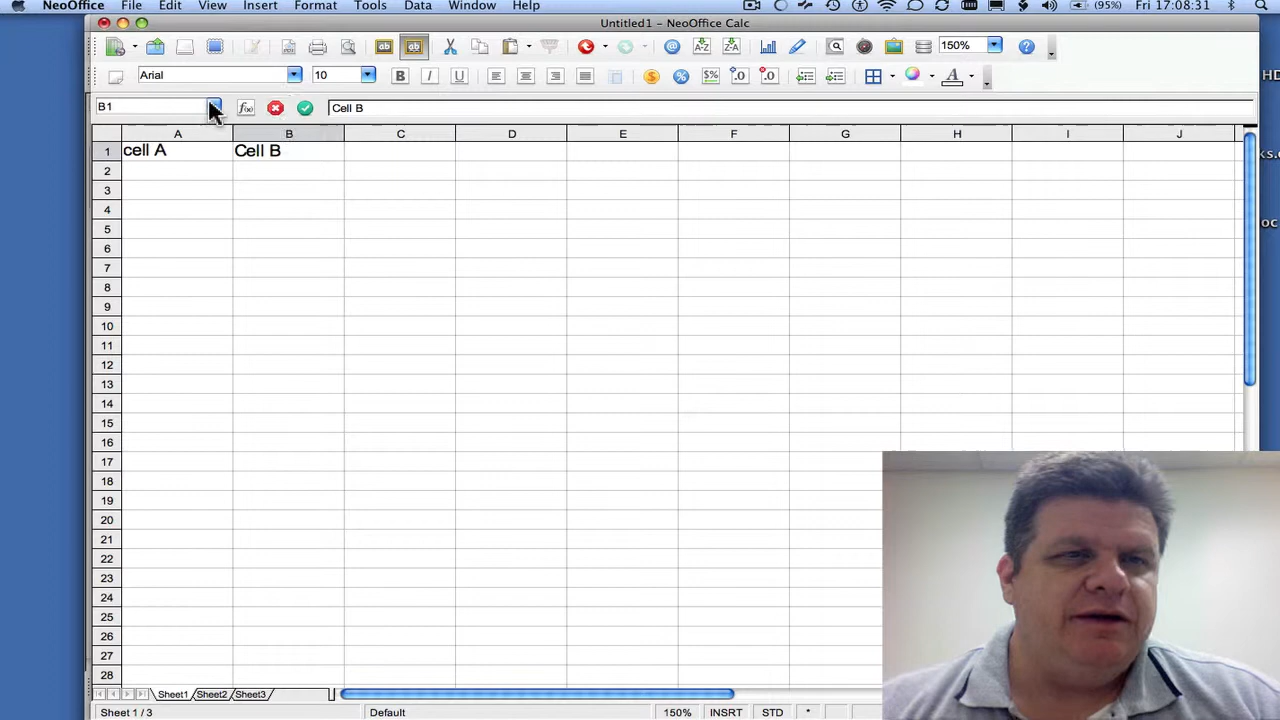 NeoOffice File Edit View Insert Format Tools Data Window Help (95%) Fri 17:08:31
Untitled1 – NeoOffice Calc
150%
HD
Arial 10
B1 Cell B
A B C D E F G H I J
1 cell A Cell B
ks.
2
3
4
oc
5
6
7
8
9
10
11
12
13
14
15
16
17
18
19
20
21
22
23
24
25
26
27
28
Sheet1 Sheet2 Sheet3
Sheet 1 / 3 Default 150% INSRT STD *